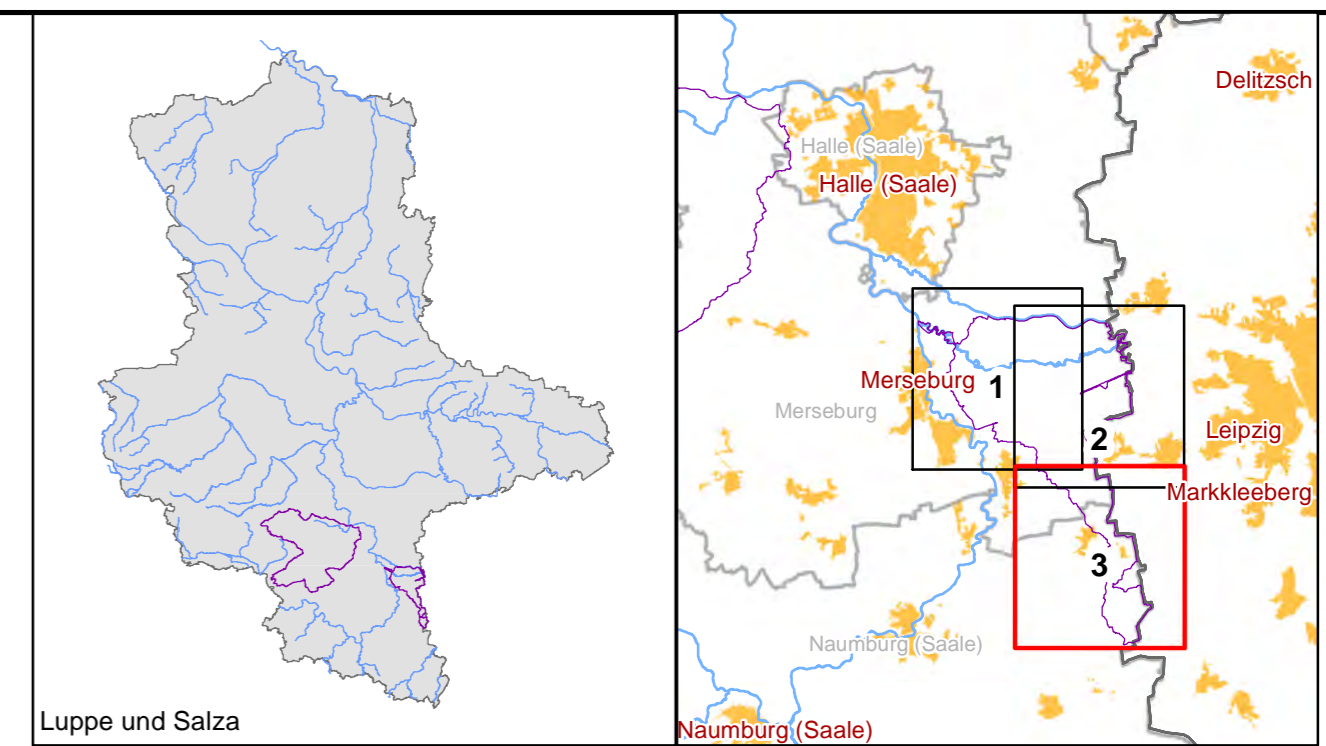 Luppe und Salza
Delitzsch
Halle (Saale)
Halle (Saale)
Merseburg
1
Merseburg
2
Leipzig
Markkleeberg
3
Naumburg (Saale)
Naumburg (Saale)